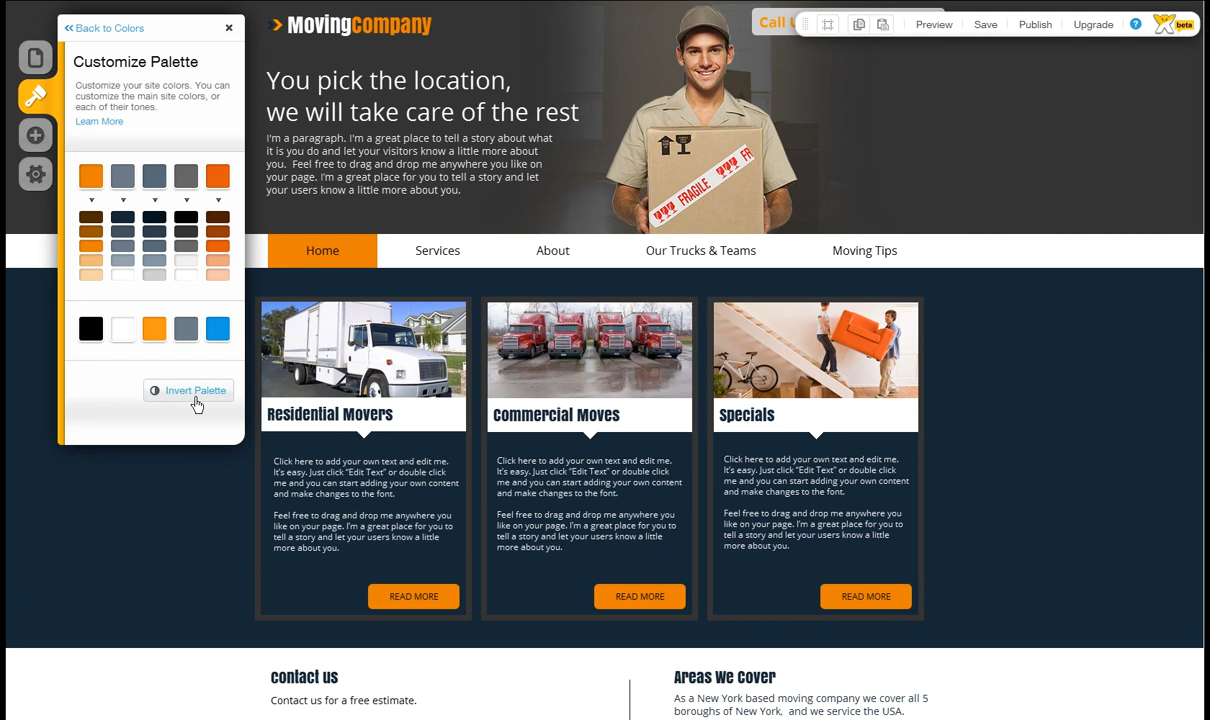 Back to Colors
Customize Palette
Customize your site colors. You can
customize the main site colors, or
each of their tones.
Learn More
Invert Palette
MovingCompany
Call
Preview
Save
Publish
Upgrade
?
beta
You pick the location,
we will take care of the rest
I'm a paragraph. I'm a great place to tell a story about what
it is you do and let your visitors know a little more about
you.  Feel free to drag and drop me anywhere you like on
your page. I'm a great place for you to tell a story and let
your users know a little more about you.
FRAGILE
FR
Home
Services
About
Our Trucks & Teams
Moving Tips
Residential Movers
Click here to add your own text and edit me.
It's easy. Just click "Edit Text" or double click
me and you can start adding your own content
and make changes to the font.
Feel free to drag and drop me anywhere you
like on your page. I'm a great place for you to
tell a story and let your users know a little
more about you.
READ MORE
Commercial Moves
Click here to add your own text and edit me.
It's easy. Just click "Edit Text" or double click
me and you can start adding your own content
and make changes to the font.
Feel free to drag and drop me anywhere you
like on your page. I'm a great place for you to
tell a story and let your users know a little
more about you.
READ MORE
Specials
Click here to add your own text and edit me.
It's easy. Just click "Edit Text" or double click
me and you can start adding your own content
and make changes to the font.
Feel free to drag and drop me anywhere you
like on your page. I'm a great place for you to
tell a story and let your users know a little
more about you.
READ MORE
contact us
Contact us for a free estimate.
Areas We Cover
As a New York based moving company we cover all 5
boroughs of New York,  and we service the USA.